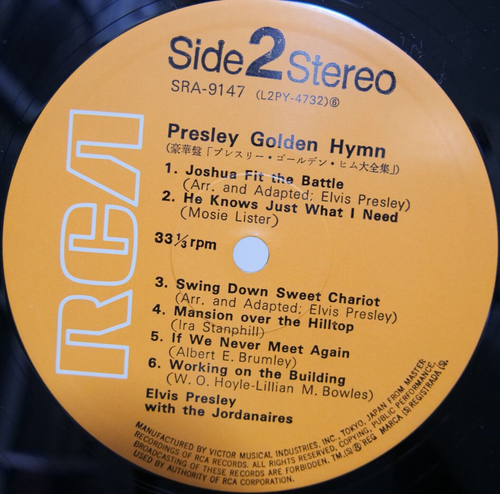 Side 2 Stereo
SRA-9147 (L2PY-4732)⑥
Presley Golden Hymn
(豪華盤「プレスリー・ゴールデン・ヒム大全集」)
1. Joshua Fit the Battle
(Arr. and Adapted; Elvis Presley)
2. He Knows Just What I Need
(Mosie Lister)
33⅓ rpm
3. Swing Down Sweet Chariot
(Arr. and Adapted; Elvis Presley)
4. Mansion over the Hilltop
(Ira Stanphill)
5. If We Never Meet Again
(Albert E. Brumley)
6. Working on the Building
(W. O. Hoyle-Lillian M. Bowles)
Elvis Presley
with the Jordanaires
RCA
MANUFACTURED BY VICTOR MUSICAL INDUSTRIES, INC. TOKYO, JAPAN FROM MASTER
RECORDINGS OF RCA RECORDS. ALL RIGHTS RESERVED, COPYING, PUBLIC PERFORMANCE,
BROADCASTING OF THESE RECORDS ARE FORBIDDEN. TM.(S) ® REG. MARCA (S) REGISTRADA (S).
USED BY AUTHORITY OF RCA CORPORATION.